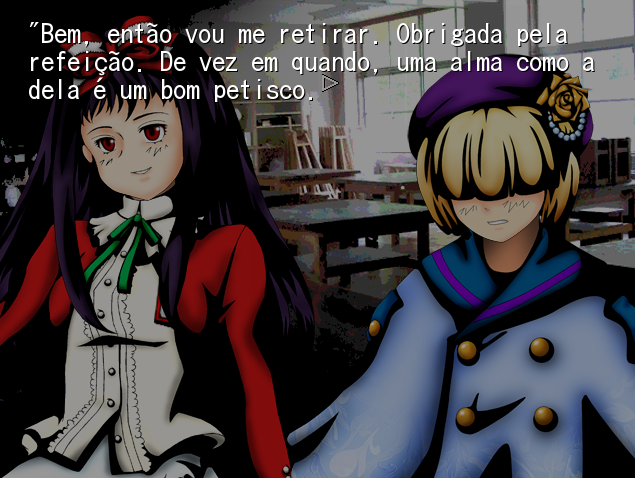 "Bem, então vou me retirar. Obrigada pela
refeição. De vez em quando, uma alma como a
dela é um bom petisco.